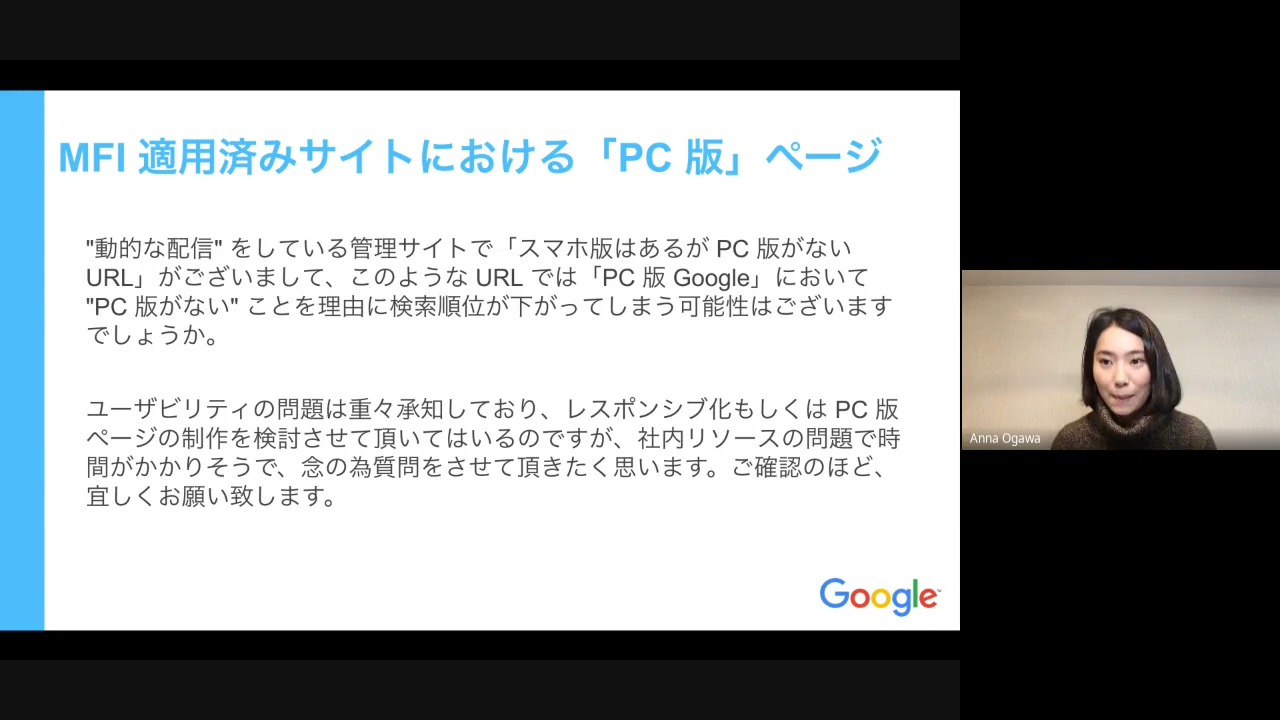 MFI 適用済みサイトにおける「PC 版」ページ
"動的な配信" をしている管理サイトで「スマホ版はあるが PC 版がない
URL」がございまして、このような URL では「PC 版 Google」において
"PC 版がない" ことを理由に検索順位が下がってしまう可能性はございます
でしょうか。
ユーザビリティの問題は重々承知しており、レスポンシブ化もしくは PC 版
ページの制作を検討させて頂いてはいるのですが、社内リソースの問題で時
間がかかりそうで、念の為質問をさせて頂きたく思います。ご確認のほど、
宜しくお願い致します。
Google
Anna Ogawa